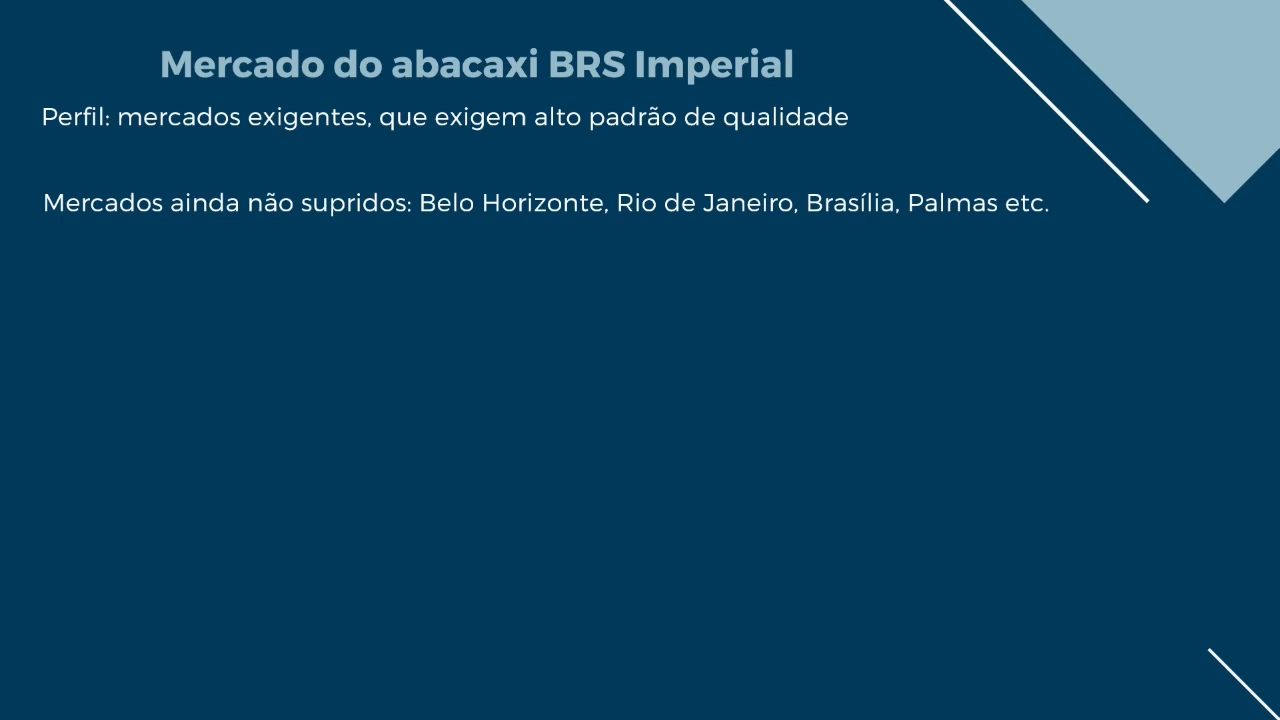 Mercado do abacaxi BRS Imperial
Perfil: mercados exigentes, que exigem alto padrão de qualidade
Mercados ainda não supridos: Belo Horizonte, Rio de Janeiro, Brasília, Palmas etc.